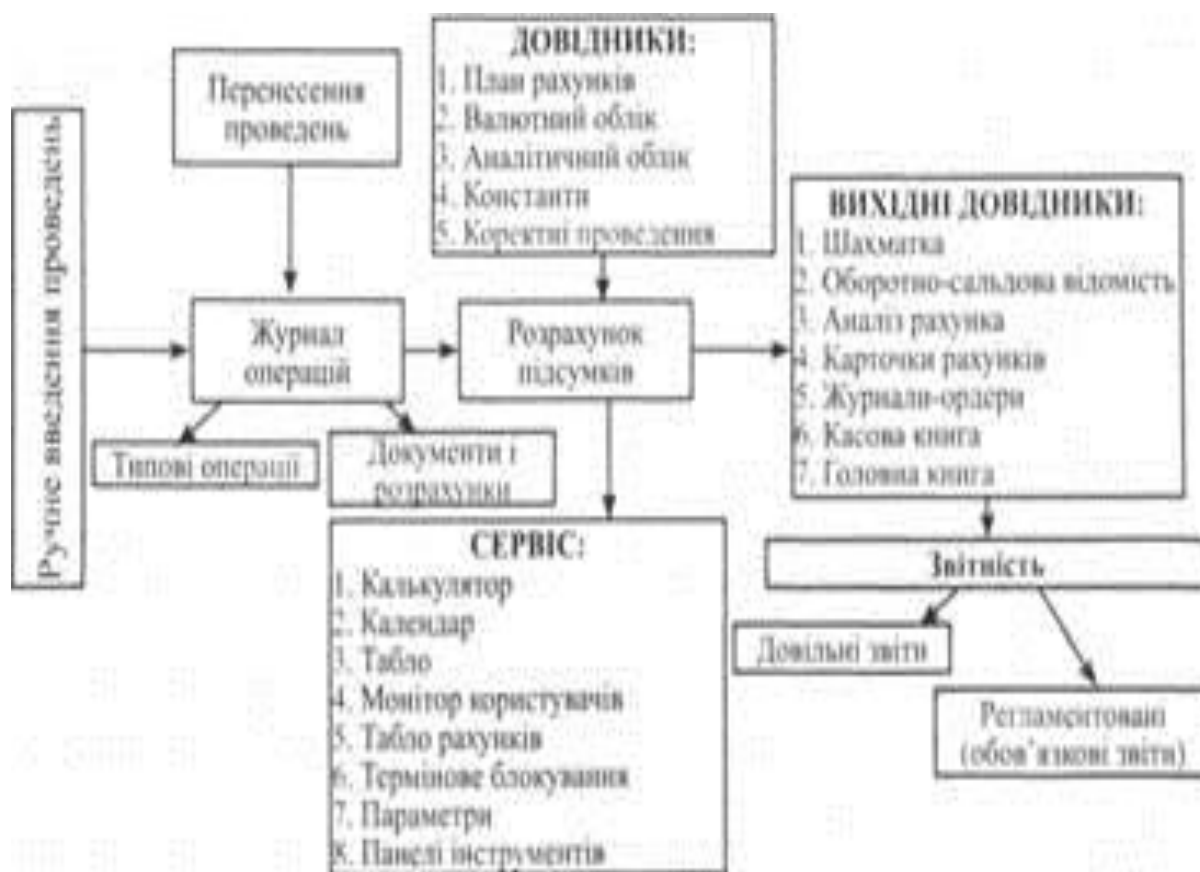 Ручне введення проведень
Перенесення
проведень
ДОВІДНИКИ:
1. План рахунків
2. Валютний облік
3. Аналітичний облік
4. Константи
5. Коректні проведення
Журнал
операцій
Розрахунок
підсумків
ВИХІДНІ ДОВІДНИКИ:
1. Шахматка
2. Оборотно-сальдова відомість
3. Аналіз рахунка
4. Карточки рахунків
5. Журнали-ордери
6. Касова книга
7. Головна книга
Типові операції
Документи і
розрахунки
СЕРВІС:
1. Калькулятор
2. Календар
3. Табло
4. Монітор користувачів
5. Табло рахунків
6. Термінове блокування
7. Параметри
8. Панелі інструментів
Звітність
Довільні звіти
Регламентовані
(обов’язкові звіти)